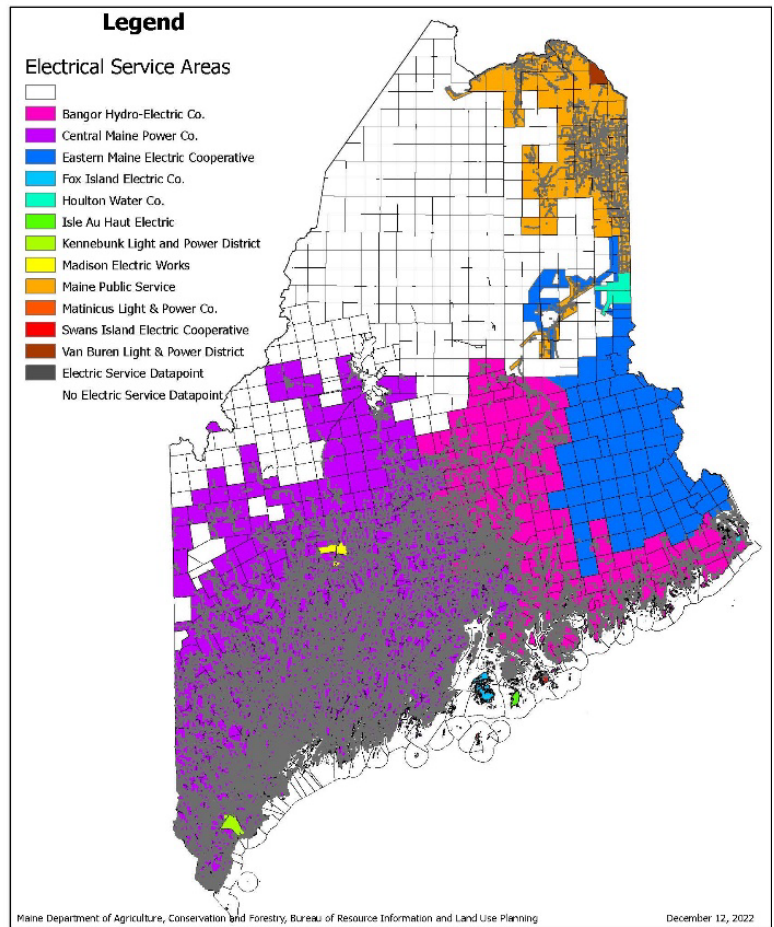 Legend
Electrical Service Areas
Bangor Hydro-Electric Co.
Central Maine Power Co.
Eastern Maine Electric Cooperative
Fox Island Electric Co.
Houlton Water Co.
Isle Au Haut Electric
Kennebunk Light and Power District
Madison Electric Works
Maine Public Service
Matinicus Light & Power Co.
Swans Island Electric Cooperative
Van Buren Light & Power District
Electric Service Datapoint
No Electric Service Datapoint
Maine Department of Agriculture, Conservation and Forestry, Bureau of Resource Information and Land Use Planning December 12, 2022